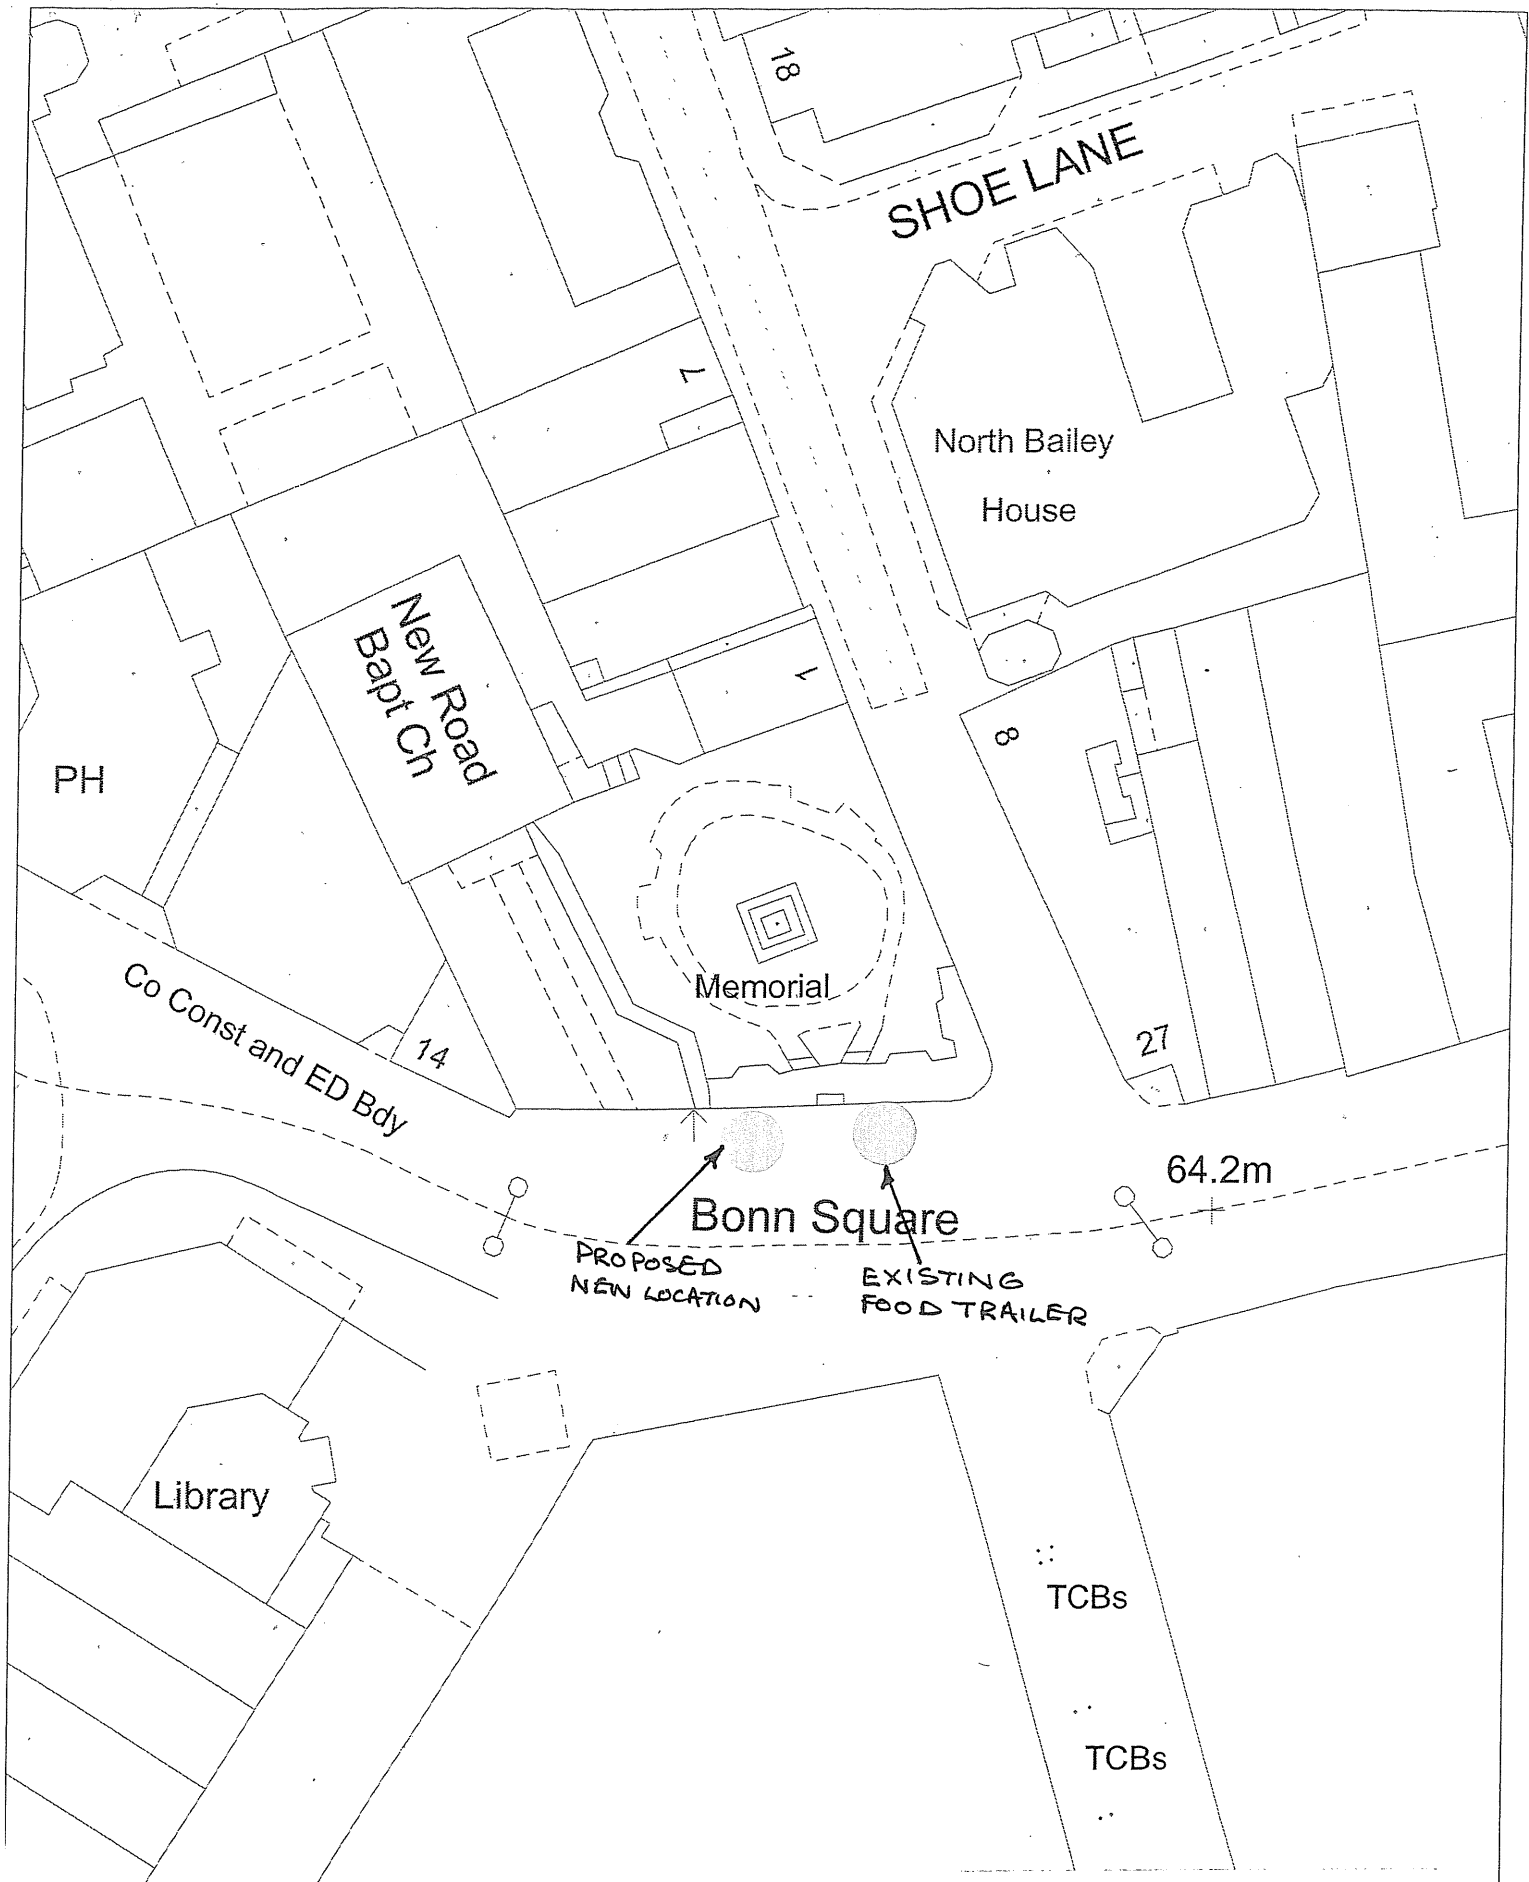 18
SHOE LANE
7
North Bailey
House
New Road
Bapt Ch
1
8
PH
Memorial
Co Const and ED Bdy
14
27
64.2m
Bonn Square
PROPOSED
NEW LOCATION
EXISTING
FOOD TRAILER
Library
TCBs
TCBs